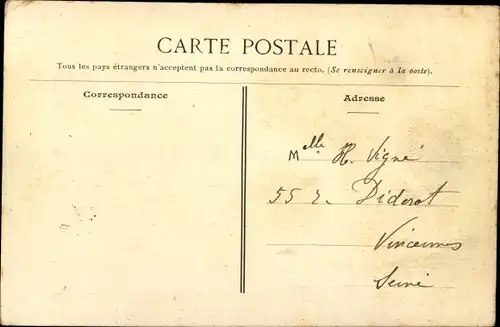 CARTE POSTALE
Tous les pays étrangers n'acceptent pas la correspondance au recto. (Se renseigner à la poste).
Correspondance
Adresse
Melle H. Vigné
55 r. Diderot
Vincennes
Seine